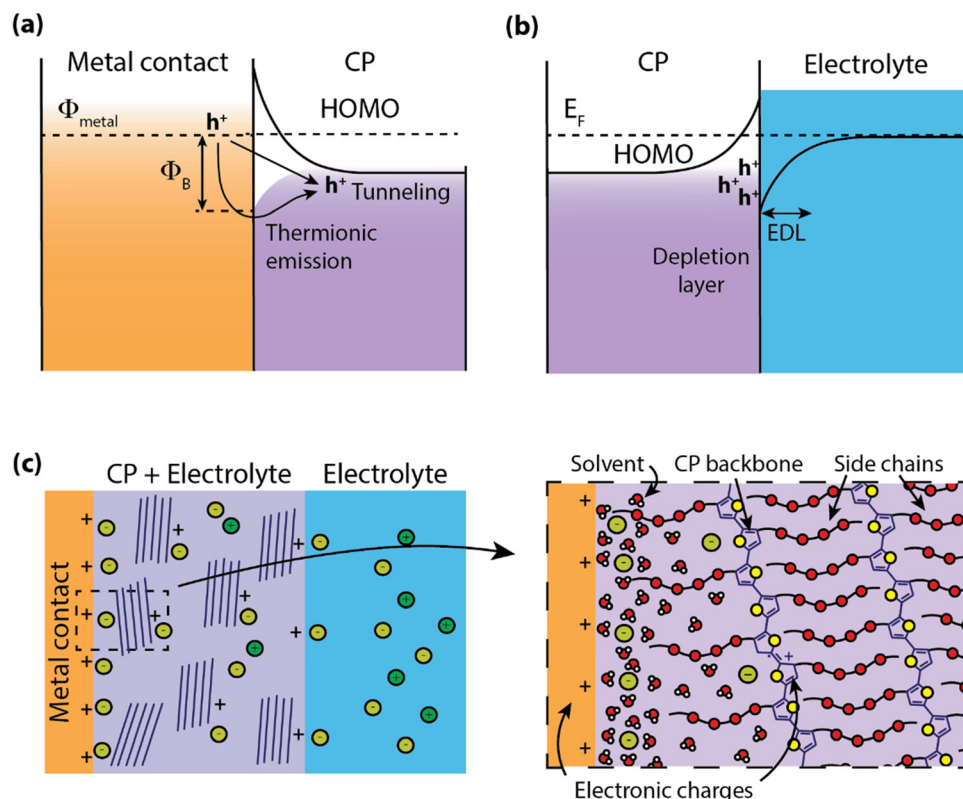 (a)
Metal contact
CP
Φmetal
h+
HOMO
ΦB
h+
Tunneling
Thermionic
emission
(b)
CP
Electrolyte
EF
HOMO
h+
h+
h+
EDL
Depletion
layer
(c)
CP + Electrolyte
Electrolyte
Metal contact
Solvent
CP backbone
Side chains
Electronic charges